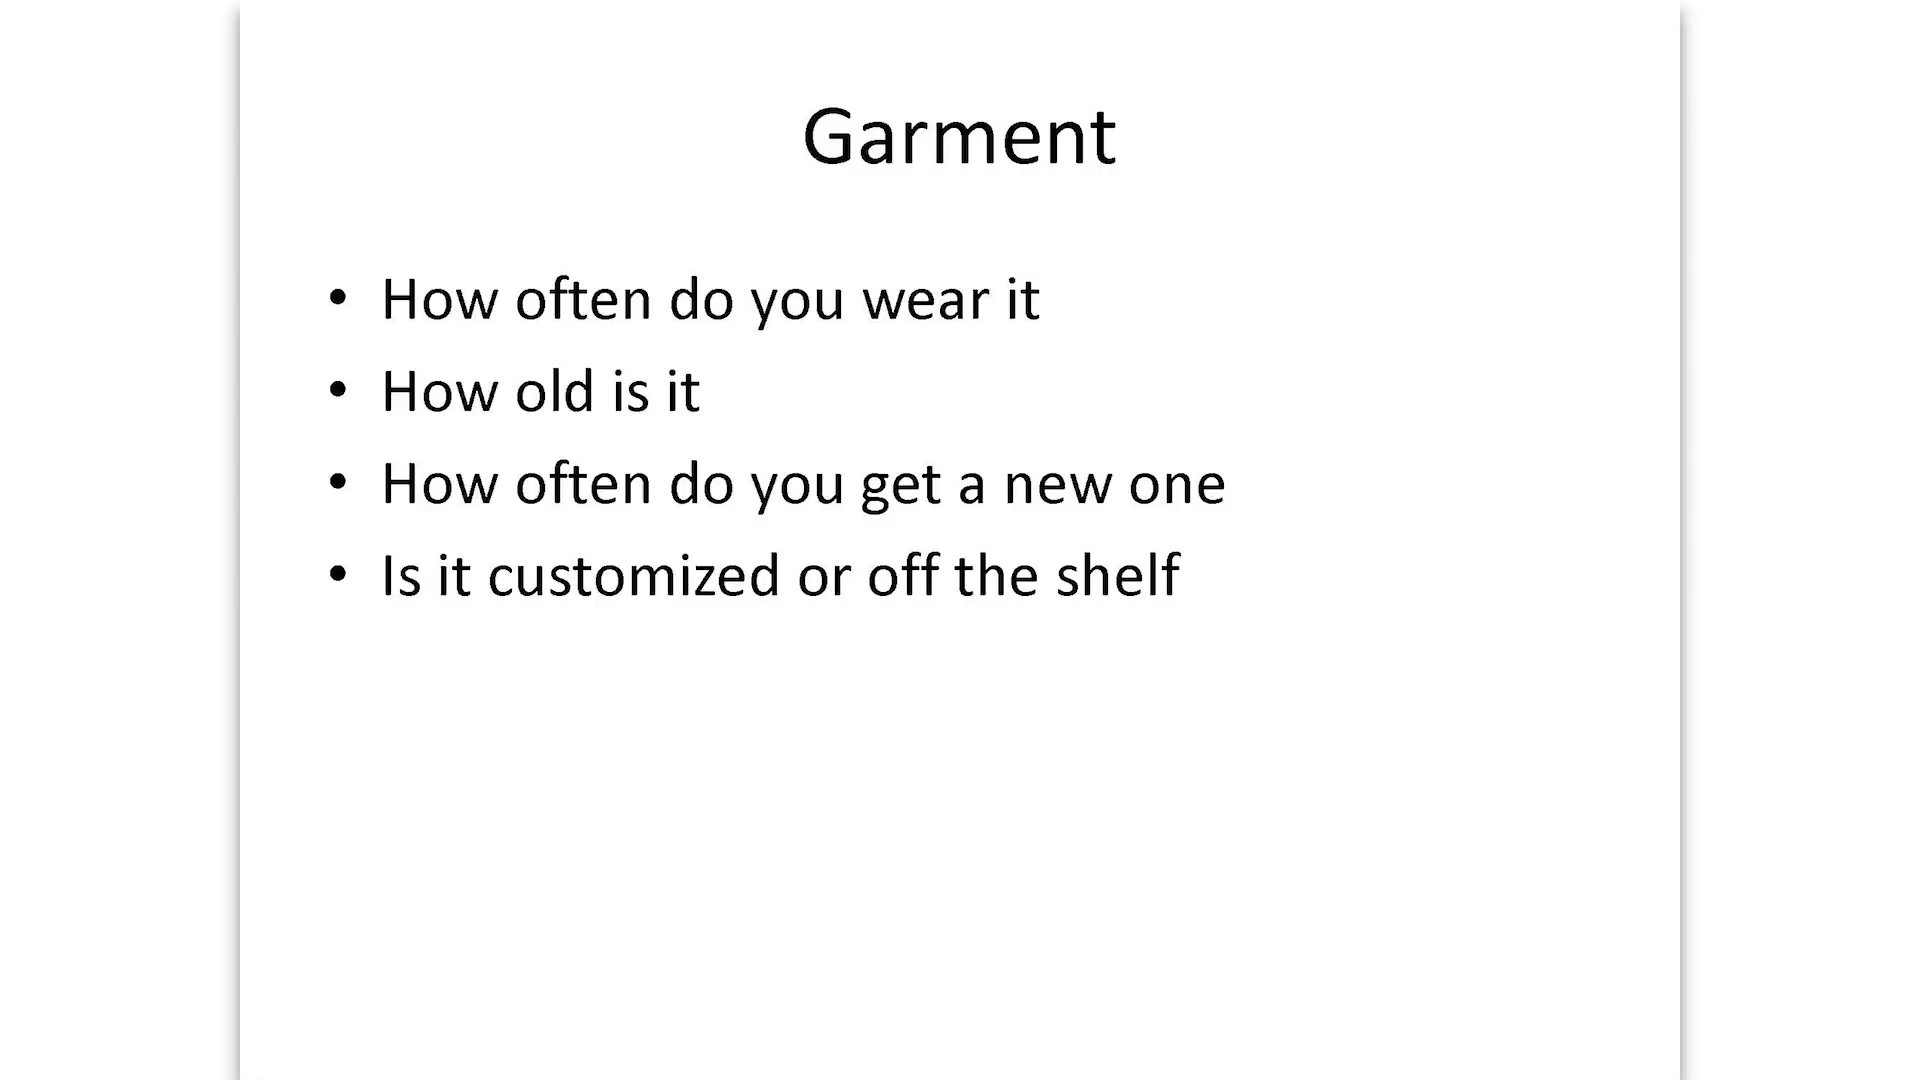 Garment
• How often do you wear it
• How old is it
• How often do you get a new one
• Is it customized or off the shelf